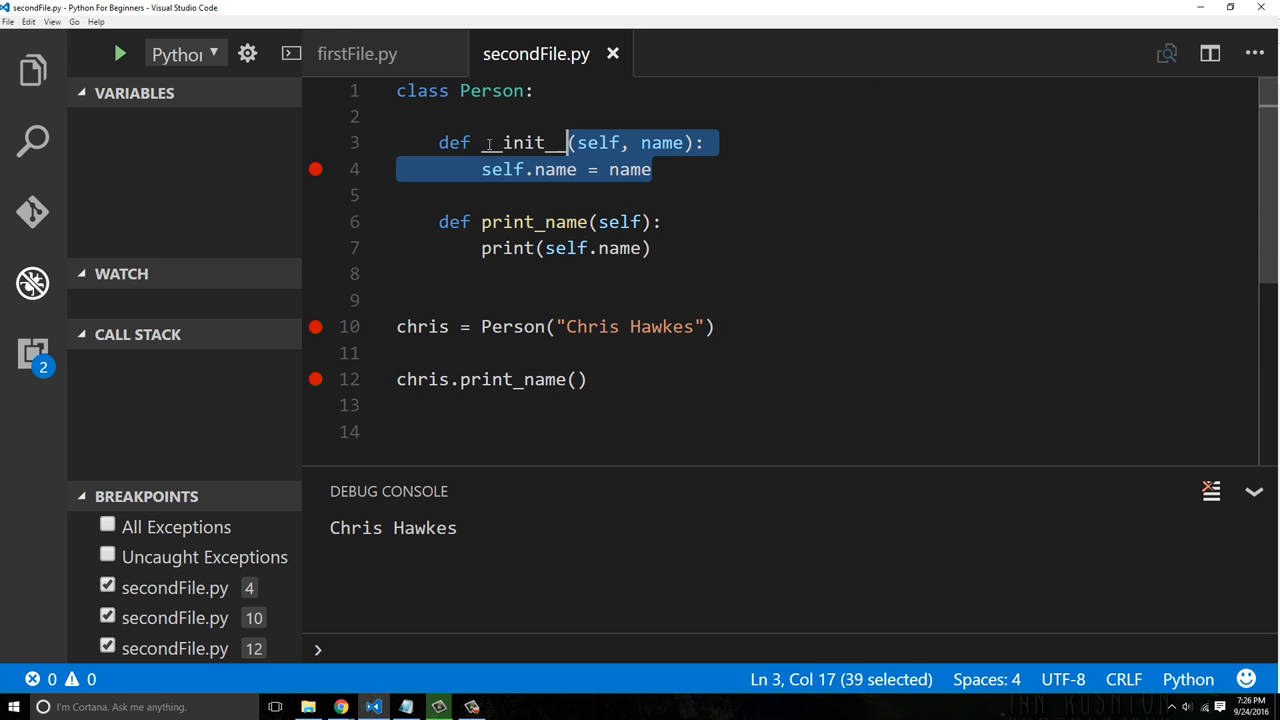 secondFile.py - Python For Beginners - Visual Studio Code
File Edit View Go Help
Pythor
firstFile.py
secondFile.py
VARIABLES
WATCH
CALL STACK
2
BREAKPOINTS
All Exceptions
Uncaught Exceptions
secondFile.py 4
secondFile.py 10
secondFile.py 12
1 class Person:
2
3 def __init__(self, name):
4 self.name = name
5
6 def print_name(self):
7 print(self.name)
8
9
10 chris = Person("Chris Hawkes")
11
12 chris.print_name()
13
14
DEBUG CONSOLE
Chris Hawkes
0 0
Ln 3, Col 17 (39 selected) Spaces: 4 UTF-8 CRLF Python
I'm Cortana. Ask me anything.
7:26 PM
9/24/2016